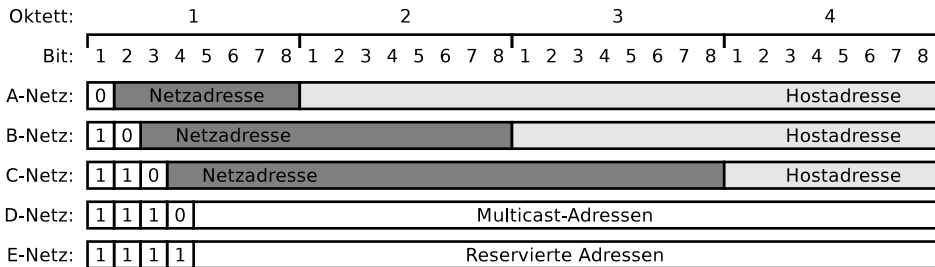 Oktett: 1 2 3 4
Bit: 1 2 3 4 5 6 7 8 1 2 3 4 5 6 7 8 1 2 3 4 5 6 7 8 1 2 3 4 5 6 7 8
A-Netz: 0 Netzadresse Hostadresse
B-Netz: 1 0 Netzadresse Hostadresse
C-Netz: 1 1 0 Netzadresse Hostadresse
D-Netz: 1 1 1 0 Multicast-Adressen
E-Netz: 1 1 1 1 Reservierte Adressen